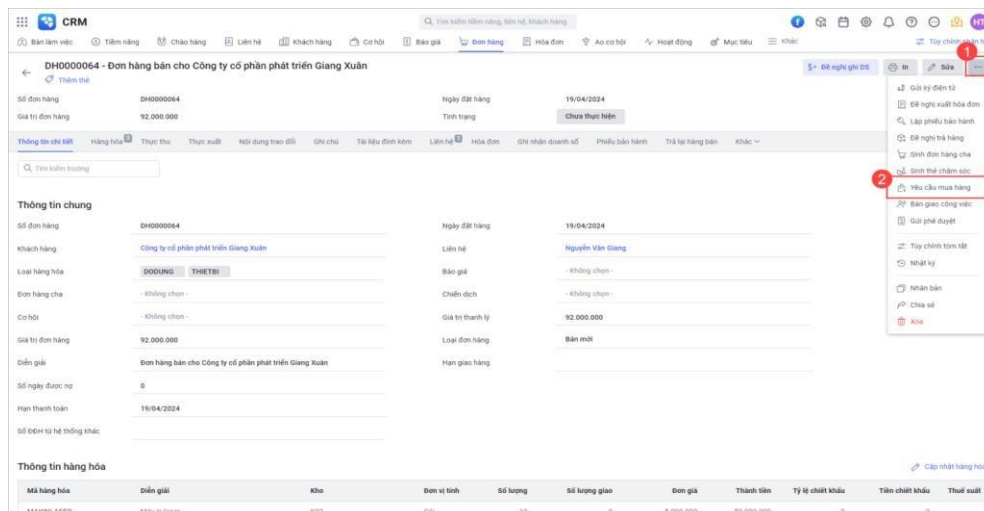 CRM
Tìm kiếm tiềm năng, liên hệ, khách hàng
HT
Bàn làm việc Tiềm năng Chào hàng Liên hệ Khách hàng Cơ hội Báo giá Đơn hàng Hóa đơn Ao cơ hội Hoạt động Mục tiêu Khác
1
DH0000064 - Đơn hàng bán cho Công ty cổ phần phát triển Giang Xuân
Đề nghị ghi DS In Sửa
Thêm thẻ
Số đơn hàng DH0000064 Ngày đặt hàng 19/04/2024
Giá trị đơn hàng 92.000.000 Tình trạng Chưa thực hiện
Thông tin chi tiết Hàng hóa Thực thu Thực xuất Nội dung trao đổi Ghi chú Tài liệu đính kèm Liên hệ Hóa đơn Ghi nhận doanh số Phiếu bảo hành Trả lại hàng bán Khác
Tìm kiếm trường
Gửi ký điện tử
Đề nghị xuất hóa đơn
Lập phiếu bảo hành
Đề nghị trả hàng
Sinh đơn hàng cha
Sinh thẻ chăm sóc
2
Yêu cầu mua hàng
Bàn giao công việc
Gửi phê duyệt
Tùy chỉnh tóm tắt
Nhật ký
Nhân bản
Chia sẻ
Xóa
Thông tin chung
Số đơn hàng DH0000064 Ngày đặt hàng 19/04/2024
Khách hàng Công ty cổ phần phát triển Giang Xuân Liên hệ Nguyễn Văn Giang
Loại hàng hóa DODUNG THIETBI Báo giá - Không chọn -
Đơn hàng cha - Không chọn - Chiến dịch - Không chọn -
Cơ hội - Không chọn - Giá trị thanh lý 92.000.000
Giá trị đơn hàng 92.000.000 Loại đơn hàng Bán mới
Diễn giải Đơn hàng bán cho Công ty cổ phần phát triển Giang Xuân Hạn giao hàng
Số ngày được nợ 0
Hạn thanh toán 19/04/2024
Số ĐĐH từ hệ thống khác
Thông tin hàng hóa
Cập nhật hàng hóa
Mã hàng hóa Diễn giải Kho Đơn vị tính Số lượng Số lượng giao Đơn giá Thành tiền Tỷ lệ chiết khấu Tiền chiết khấu Thuế suất